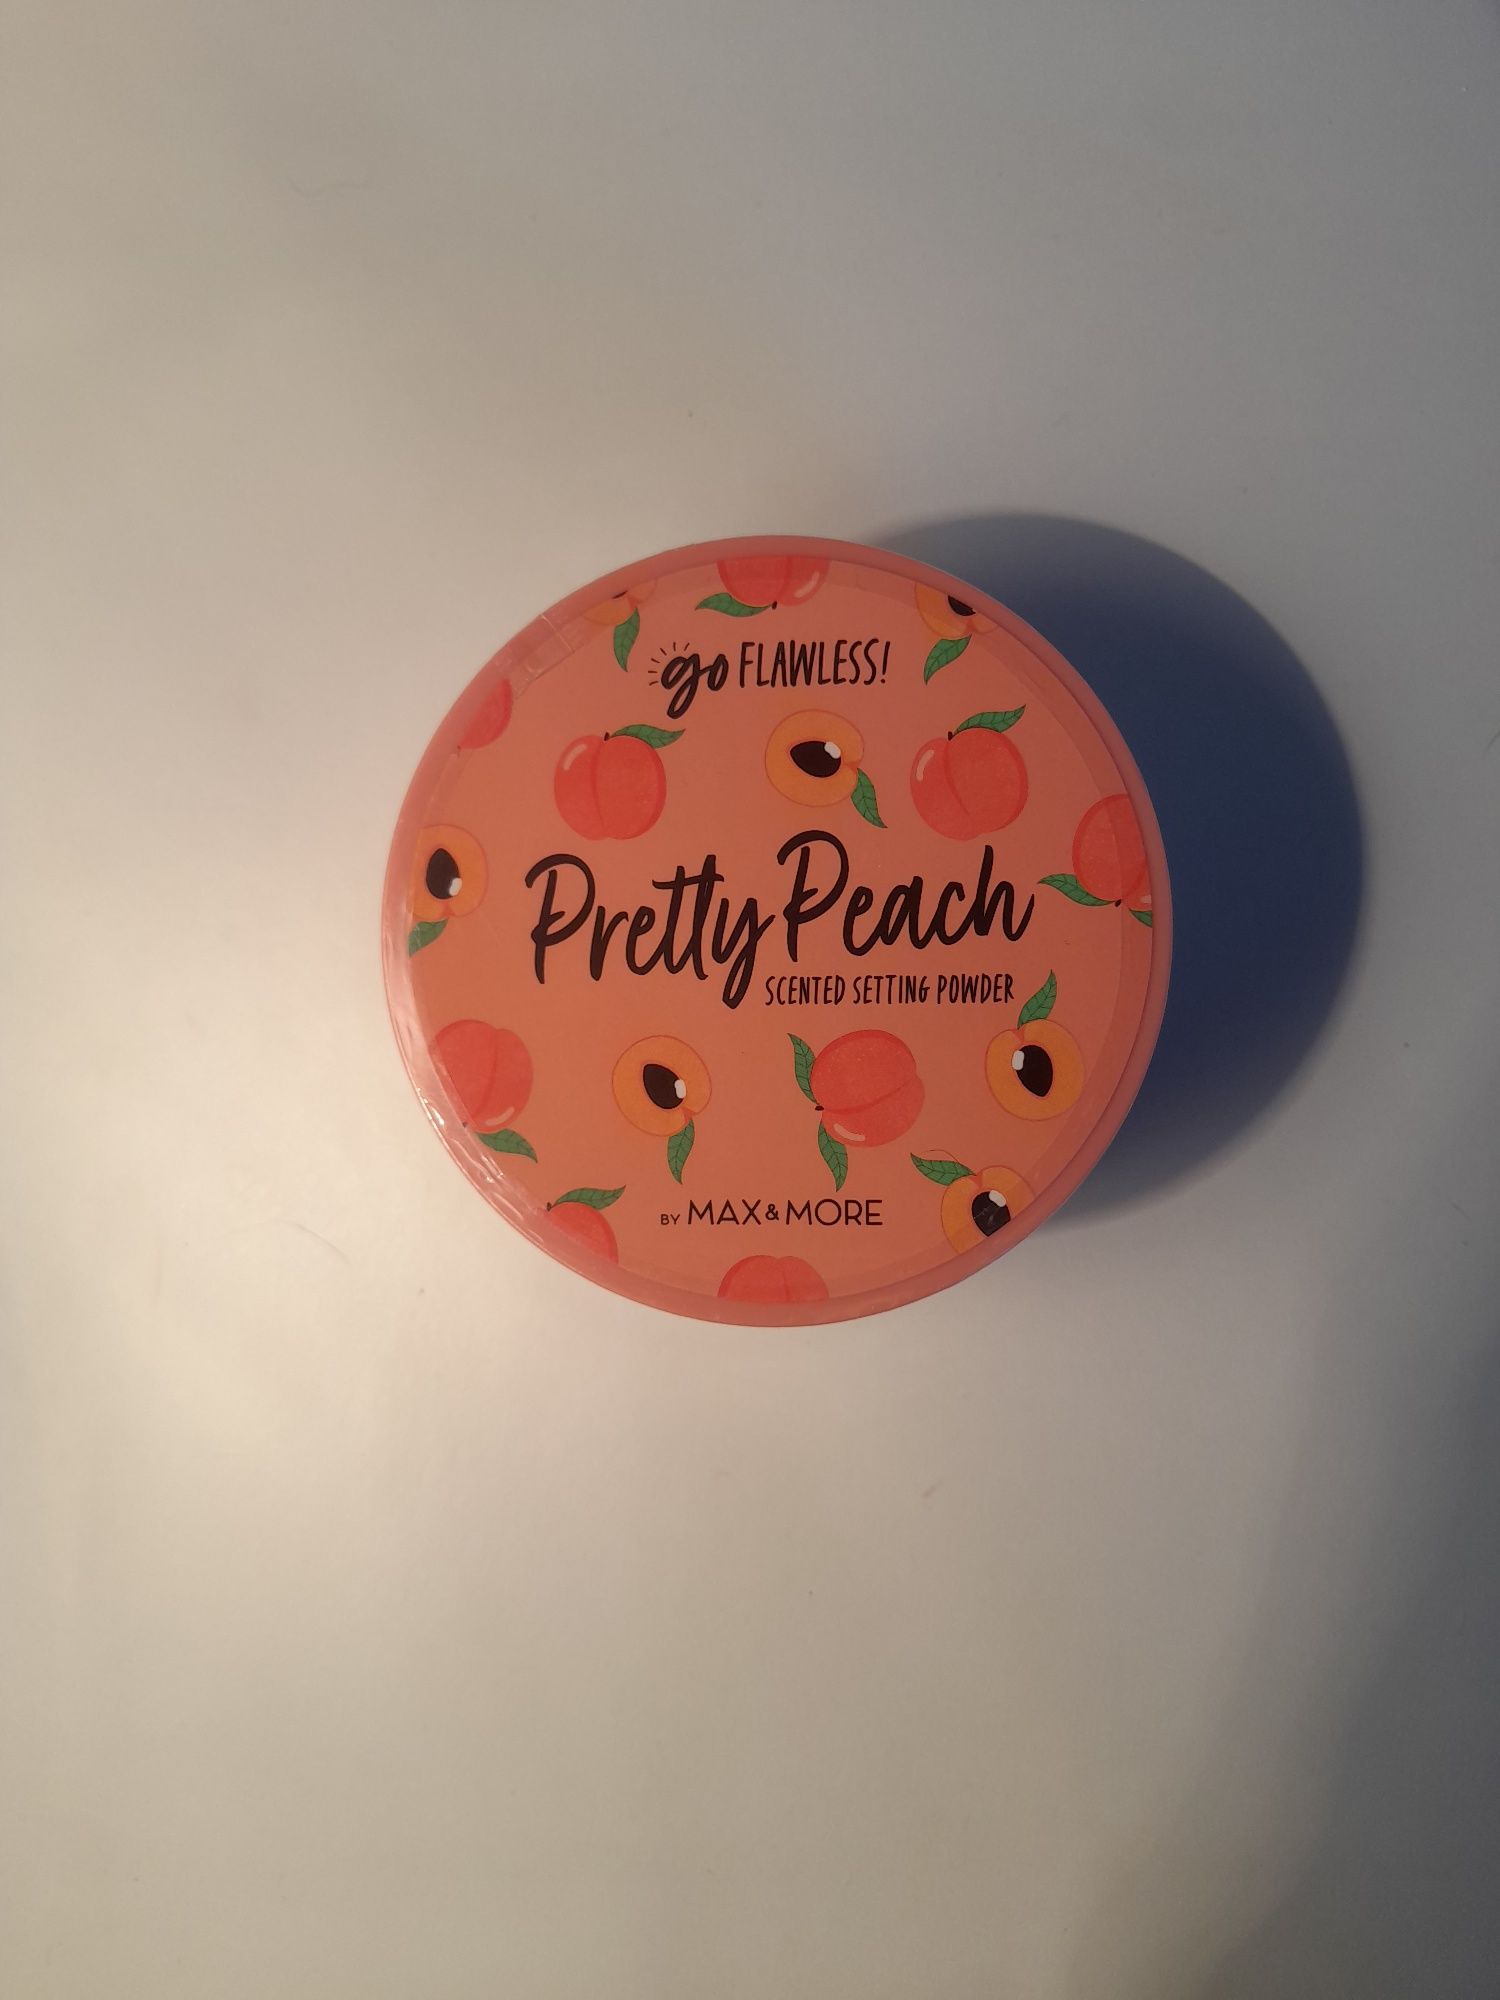 go FLAWLESS!
Pretty Peach
SCENTED SETTING POWDER
BY MAX & MORE